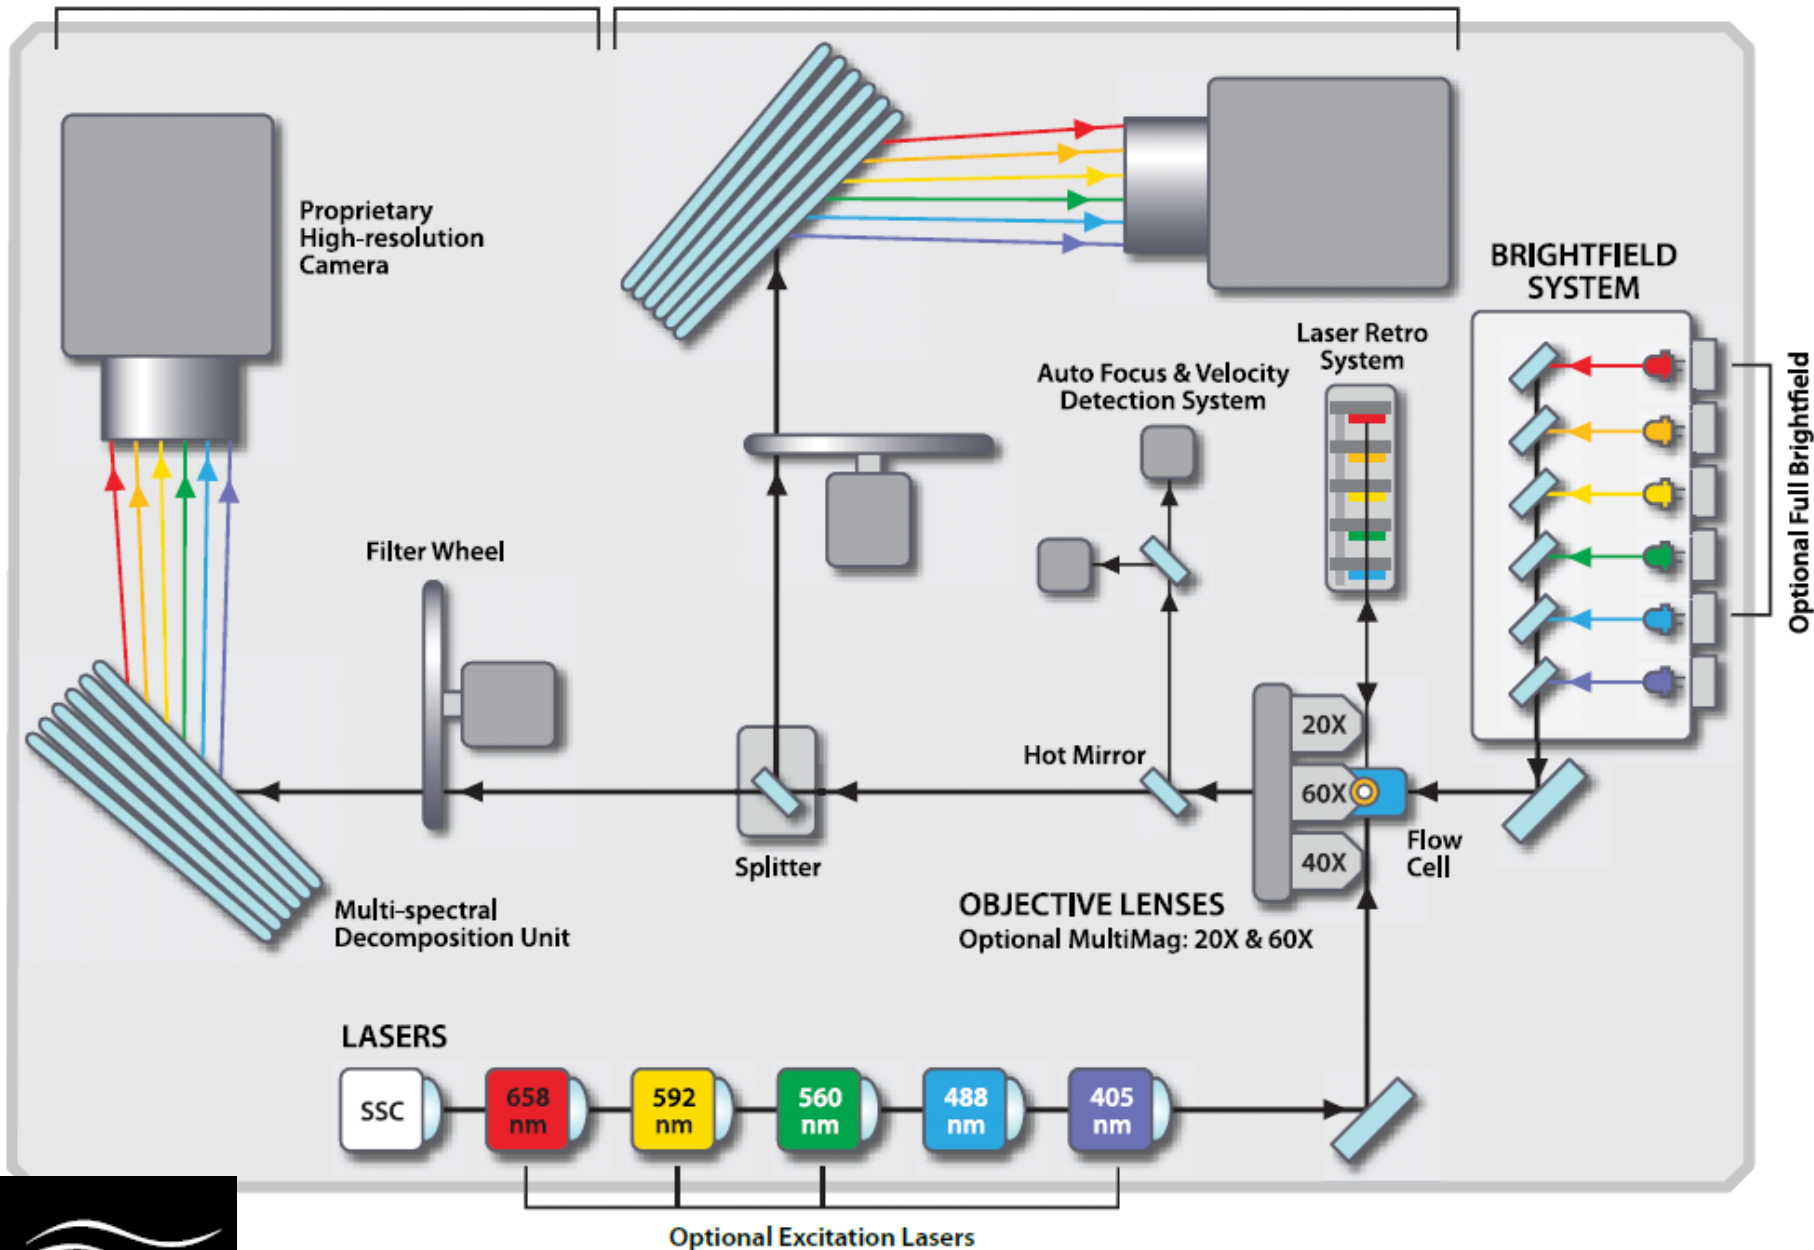 Proprietary
High-resolution
Camera
BRIGHTFIELD
SYSTEM
Laser Retro
System
Auto Focus & Velocity
Detection System
Optional Full Brightfield
Filter Wheel
Hot Mirror
20X
60X
40X
Flow
Cell
Splitter
OBJECTIVE LENSES
Optional MultiMag: 20X & 60X
Multi-spectral
Decomposition Unit
LASERS
SSC
658
nm
592
nm
560
nm
488
nm
405
nm
Optional Excitation Lasers